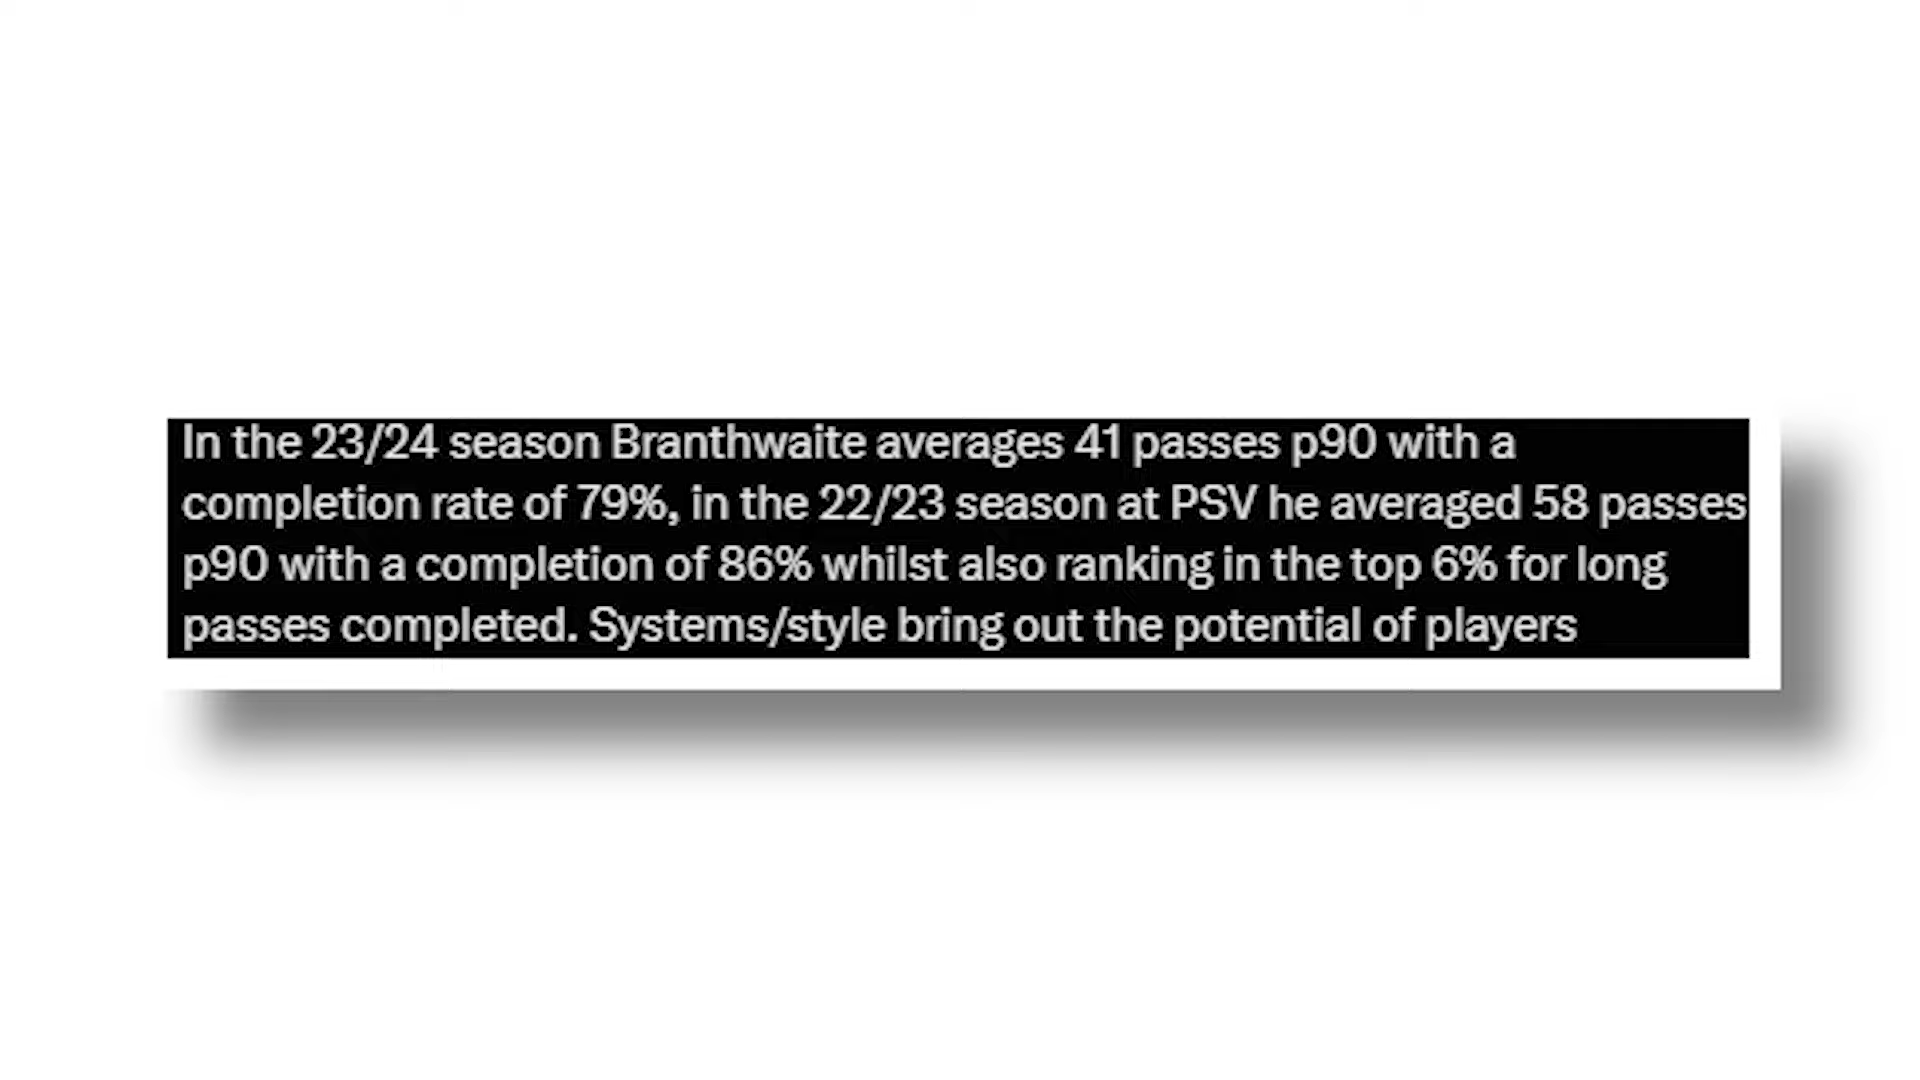 In the 23/24 season Branthwaite averages 41 passes p90 with a
completion rate of 79%, in the 22/23 season at PSV he averaged 58 passes
p90 with a completion of 86% whilst also ranking in the top 6% for long
passes completed. Systems/style bring out the potential of players